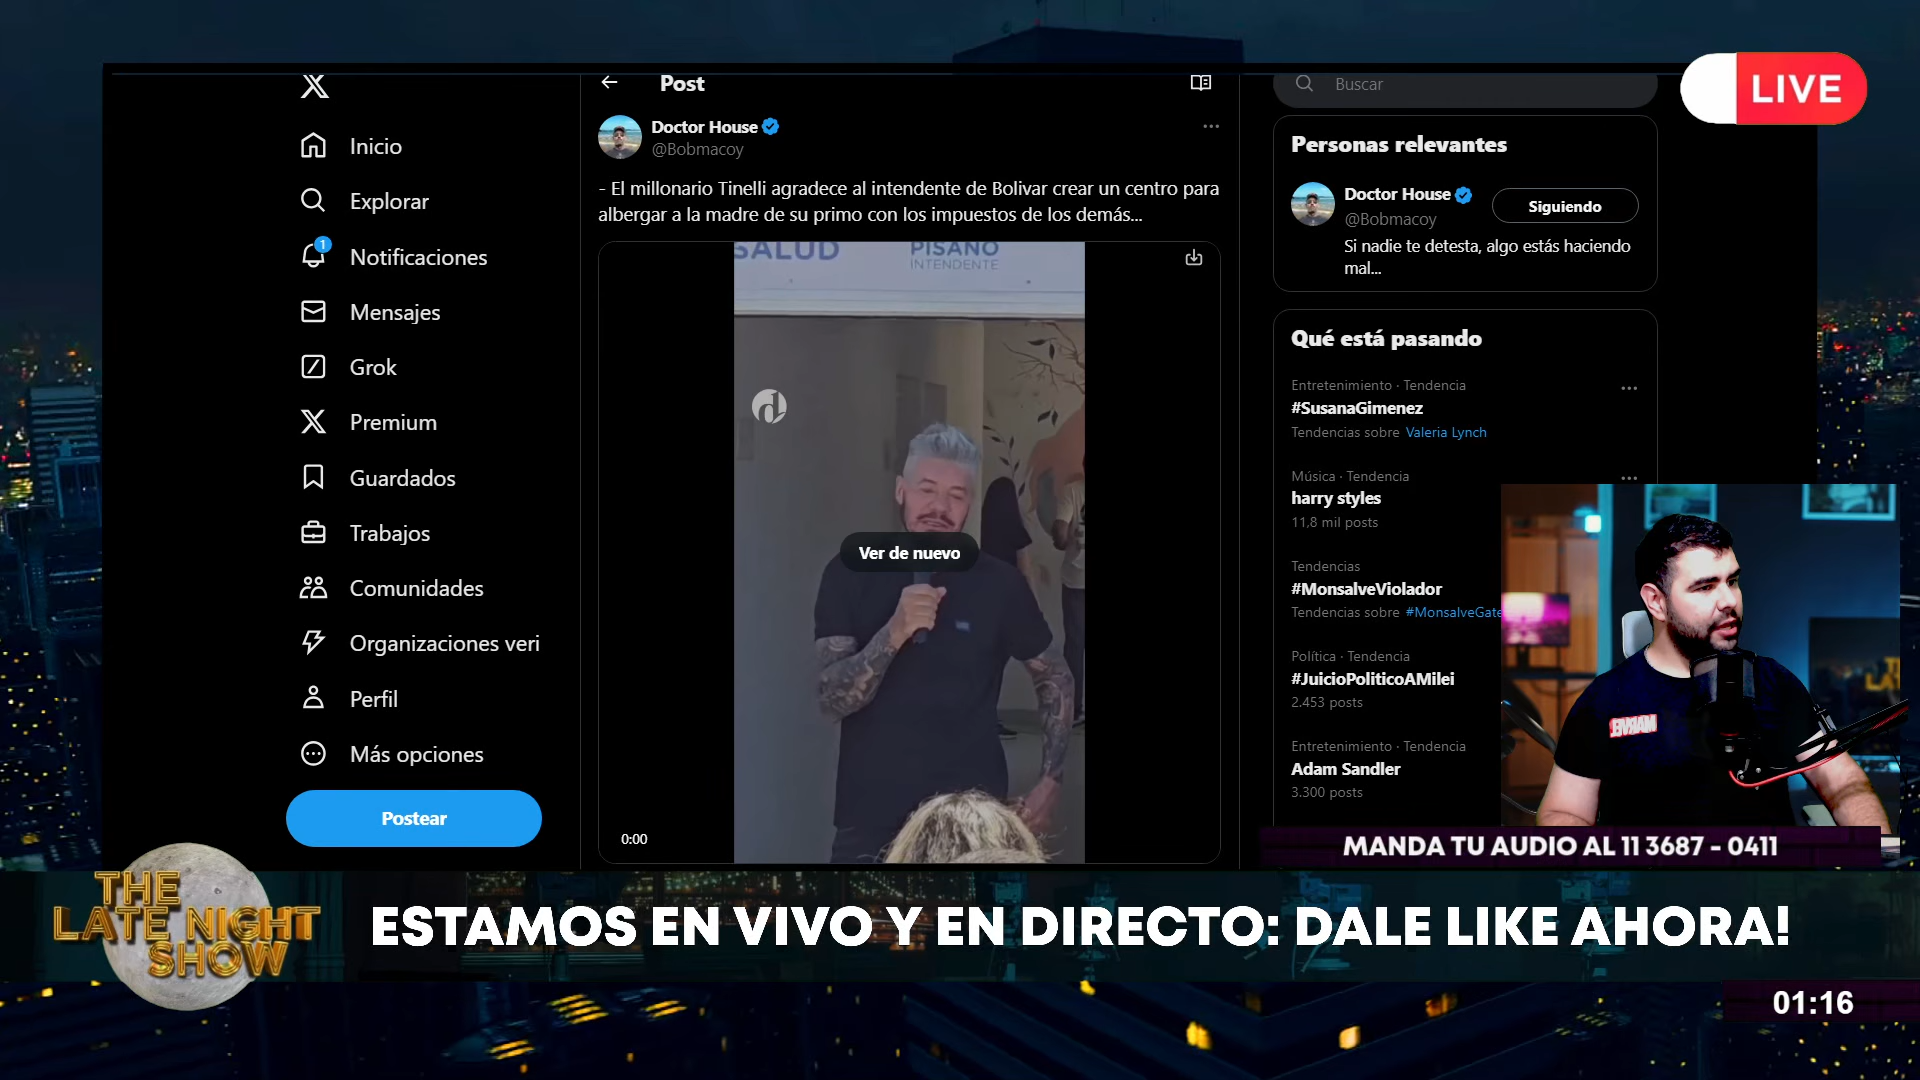 Post
Buscar
LIVE
Inicio
Explorar
1
Notificaciones
Mensajes
Grok
Premium
Guardados
Trabajos
Comunidades
Organizaciones veri
Perfil
Más opciones
Postear
Doctor House
@Bobmacoy
- El millonario Tinelli agradece al intendente de Bolivar crear un centro para
albergar a la madre de su primo con los impuestos de los demás...
SALUD
PISANO
INTENDENTE
Ver de nuevo
0:00
Personas relevantes
Doctor House
@Bobmacoy
Siguiendo
Si nadie te detesta, algo estás haciendo
mal...
Qué está pasando
Entretenimiento · Tendencia
#SusanaGimenez
Tendencias sobre Valeria Lynch
Música · Tendencia
harry styles
11,8 mil posts
Tendencias
#MonsalveViolador
Tendencias sobre #MonsalveGate
Política · Tendencia
#JuicioPoliticoAMilei
2.453 posts
Entretenimiento · Tendencia
Adam Sandler
3.300 posts
MARVEL
MANDA TU AUDIO AL 11 3687 - 0411
THE
LATE NIGHT
SHOW
ESTAMOS EN VIVO Y EN DIRECTO: DALE LIKE AHORA!
01:16